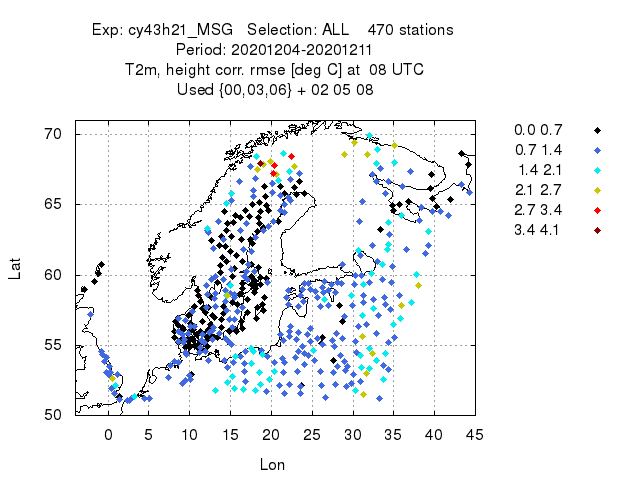 Exp: cy43h21_MSG Selection: ALL 470 stations
Period: 20201204-20201211
T2m, height corr. rmse [deg C] at 08 UTC
Used {00,03,06} + 02 05 08
70
65
60
55
50
Lat
0 5 10 15 20 25 30 35 40 45
Lon
0.0 0.7
0.7 1.4
1.4 2.1
2.1 2.7
2.7 3.4
3.4 4.1